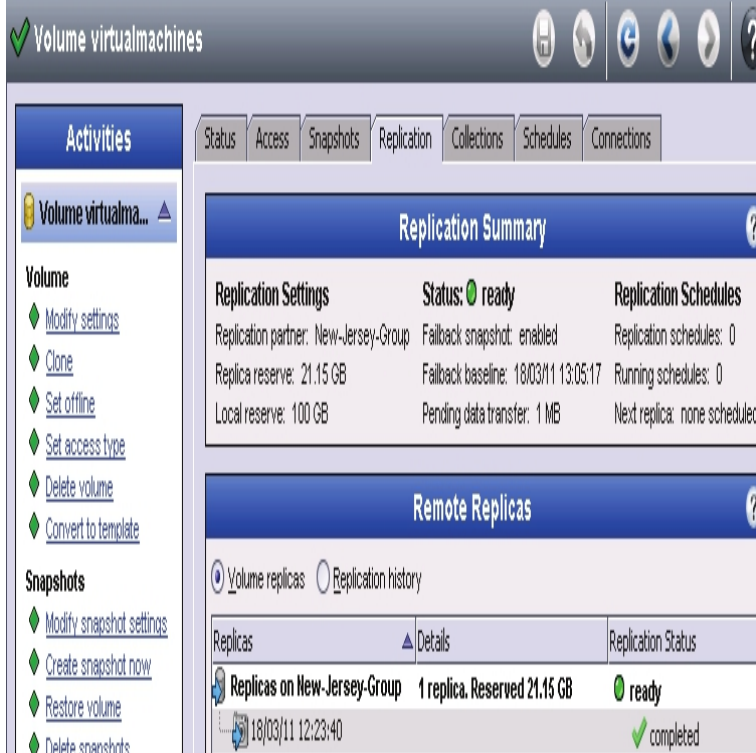 Volume virtualmachines
Activities
Volume virtualma...
Volume
Modify settings
Clone
Set offline
Set access type
Delete volume
Convert to template
Snapshots
Modify snapshot settings
Create snapshot now
Restore volume
Delete snapshots
Status Access Snapshots Replication Collections Schedules Connections
Replication Summary
?
Replication Settings
Replication partner: New-Jersey-Group
Replica reserve: 21.15 GB
Local reserve: 100 GB
Status: ready
Failback snapshot: enabled
Failback baseline: 18/03/11 13:05:17
Pending data transfer: 1 MB
Replication Schedules
Replication schedules: 0
Running schedules: 0
Next replica: none scheduled
Remote Replicas
?
Volume replicas Replication history
Replicas Details Replication Status
Replicas on New-Jersey-Group 1 replica. Reserved 21.15 GB ready
18/03/11 12:23:40 completed